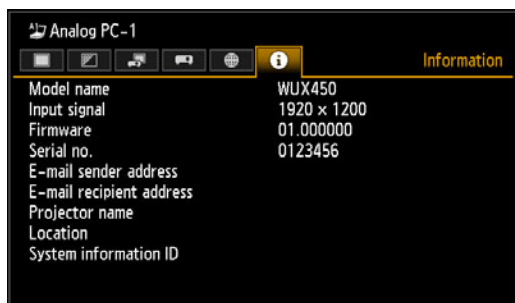 Analog PC-1
Information
Model name WUX450
Input signal 1920 × 1200
Firmware 01.000000
Serial no. 0123456
E-mail sender address
E-mail recipient address
Projector name
Location
System information ID